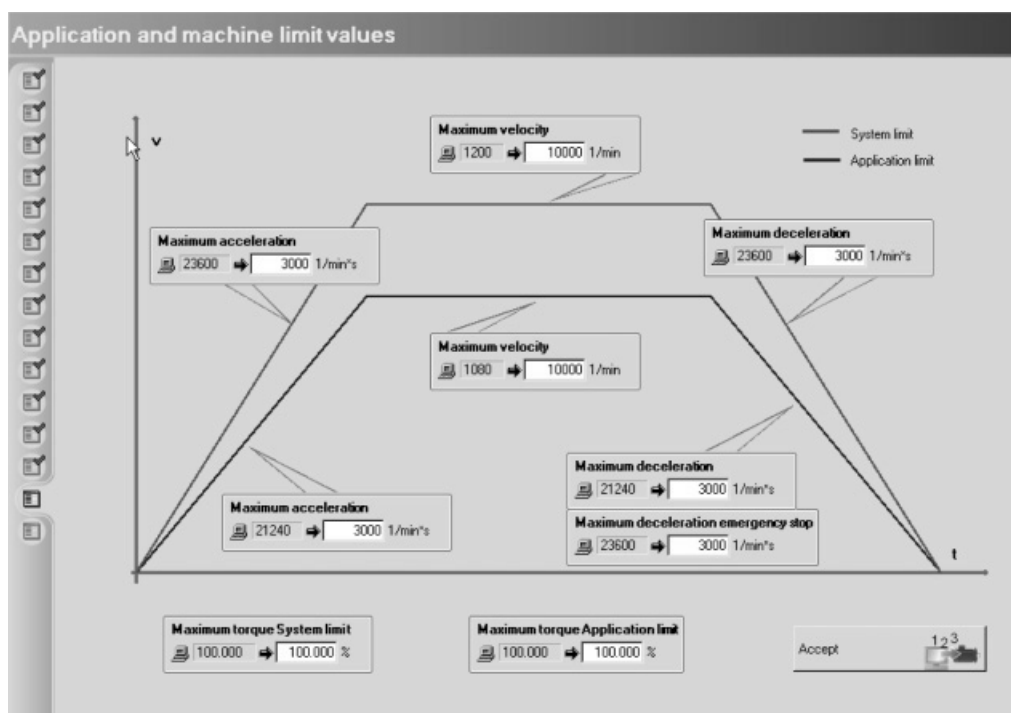 Application and machine limit values
v
Maximum velocity
1200 10000 1/min
System limit
Application limit
Maximum acceleration
23600 3000 1/min*s
Maximum deceleration
23600 3000 1/min*s
Maximum velocity
1080 10000 1/min
Maximum deceleration
21240 3000 1/min*s
Maximum acceleration
21240 3000 1/min*s
Maximum deceleration emergency stop
23600 3000 1/min*s
t
Maximum torque System limit
100.000 100.000 %
Maximum torque Application limit
100.000 100.000 %
Accept
123